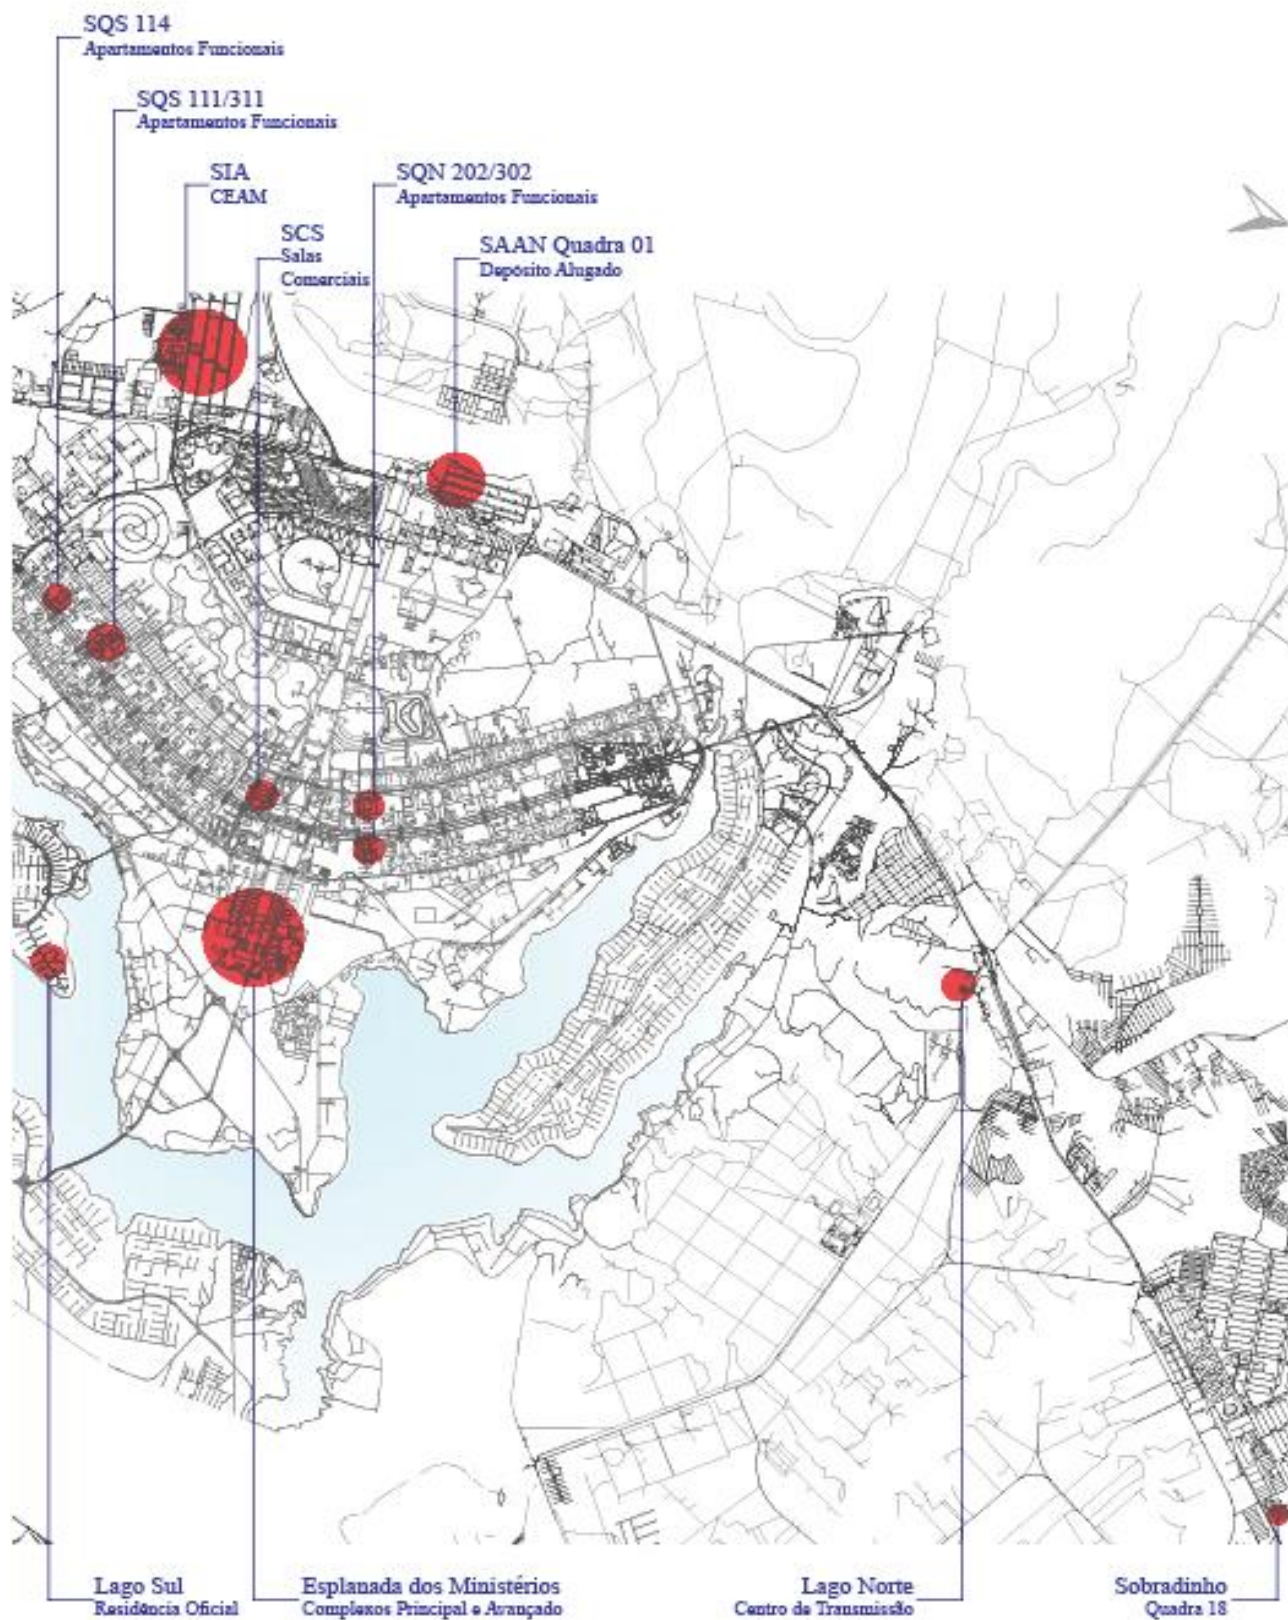 SQS 114
Apartamentos Funcionais
SQS 111/311
Apartamentos Funcionais
SIA
CEAM
SQN 202/302
Apartamentos Funcionais
SCS
Salas
Comerciais
SAAN Quadra 01
Depósito Alugado
Lago Sul
Residência Oficial
Esplanada dos Ministérios
Complexos Principal e Avançado
Lago Norte
Centro de Transmissão
Sobradinho
Quadra 18